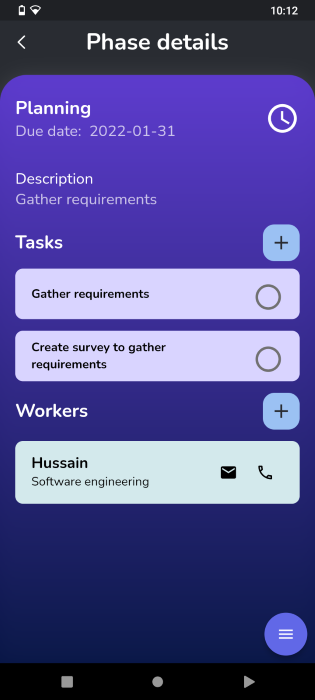 10:12
Phase details
Planning
Due date: 2022-01-31
Description
Gather requirements
Tasks
Gather requirements
Create survey to gather
requirements
Workers
Hussain
Software engineering